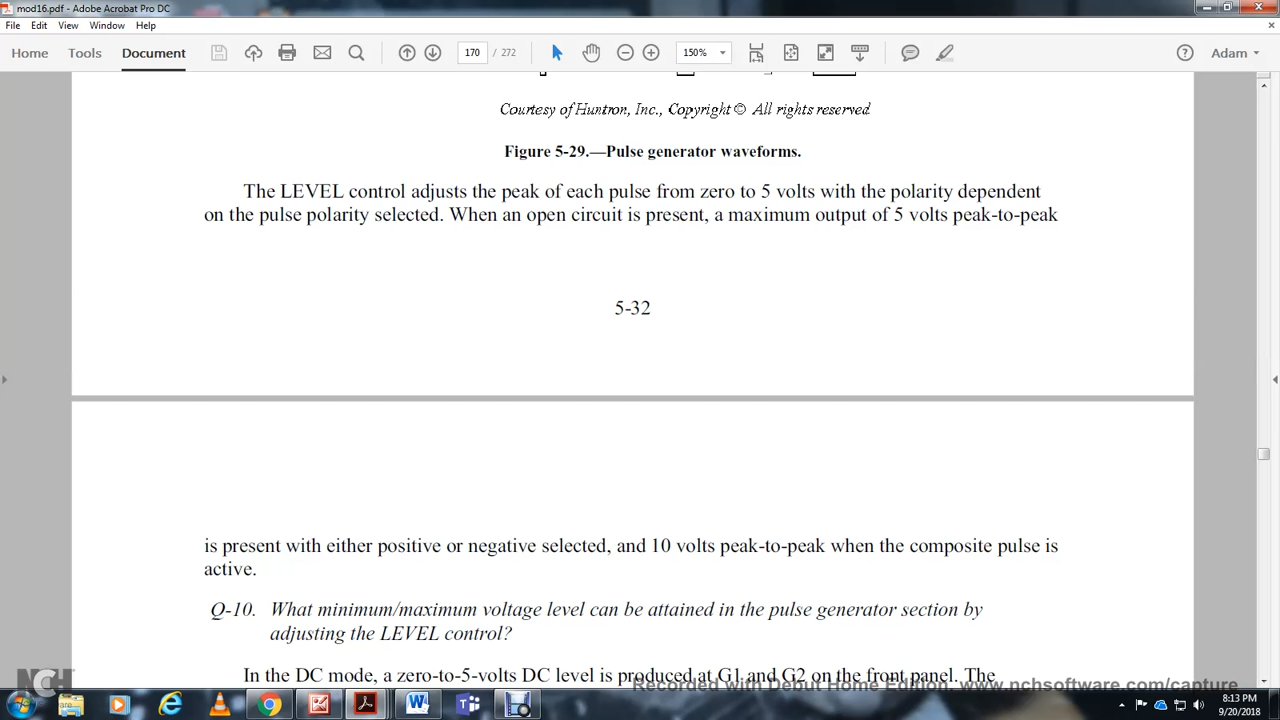 mod16.pdf - Adobe Acrobat Pro DC
File Edit View Window Help
Home Tools Document 170 / 272 150% Adam
Courtesy of Huntron, Inc., Copyright © All rights reserved
Figure 5-29.—Pulse generator waveforms.
The LEVEL control adjusts the peak of each pulse from zero to 5 volts with the polarity dependent
on the pulse polarity selected. When an open circuit is present, a maximum output of 5 volts peak-to-peak
5-32
is present with either positive or negative selected, and 10 volts peak-to-peak when the composite pulse is
active.
Q-10. What minimum/maximum voltage level can be attained in the pulse generator section by
adjusting the LEVEL control?
In the DC mode, a zero-to-5-volts DC level is produced at G1 and G2 on the front panel. The
NCH
Recorded with Debut Home Edition. www.nchsoftware.com/capture
8:13 PM
9/20/2018